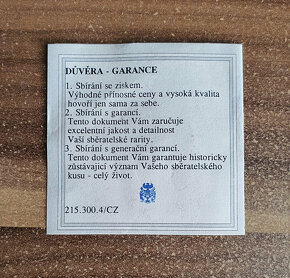 DŮVĚRA - GARANCE
1. Sbírání se ziskem.
Výhodné přínosné ceny a vysoká kvalita
hovoří jen sama za sebe.
2. Sbírání s garancí.
Tento dokument Vám zaručuje
excelentní jakost a detailnost
Vaší sběratelské rarity.
3. Sbírání s generační garancí.
Tento dokument Vám garantuje historicky
zůstávající význam Vašeho sběratelského
kusu - celý život.
215.300.4/CZ